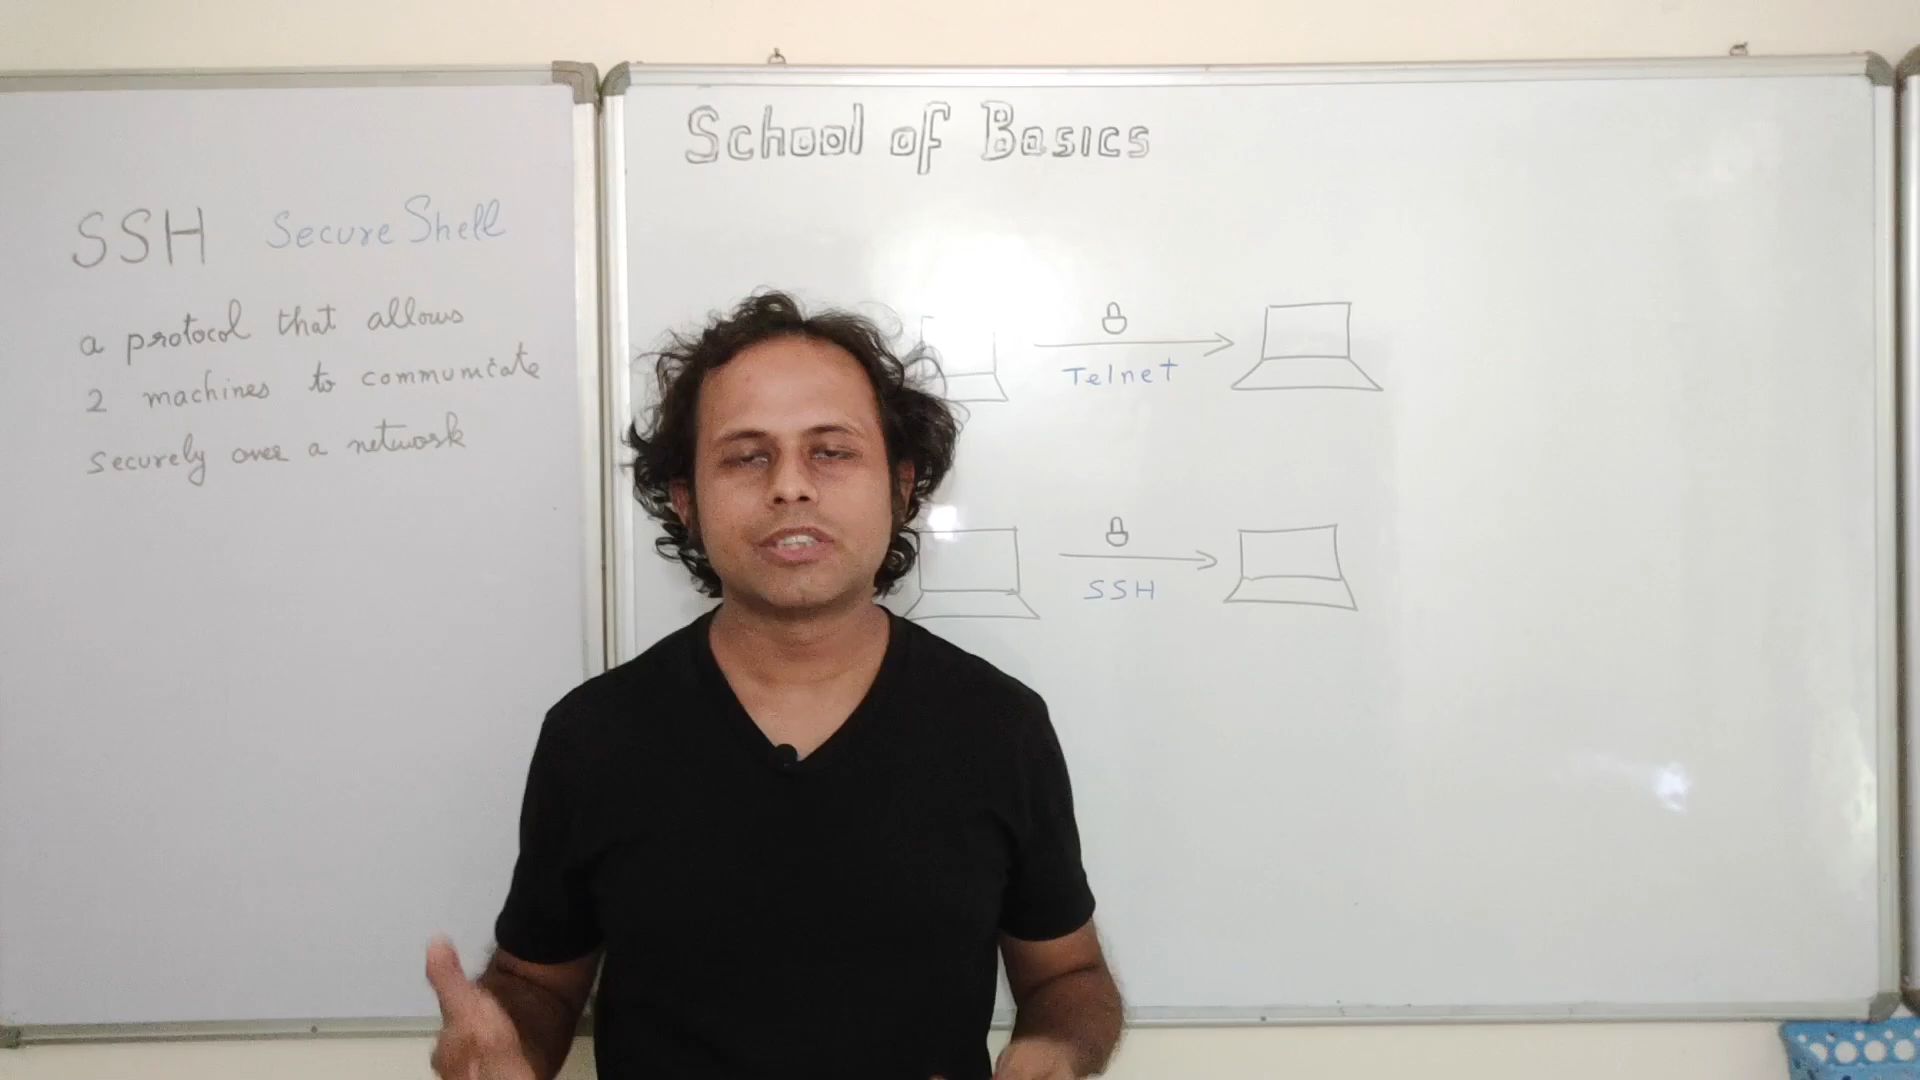 School of Basics
SSH Secure Shell
a protocol that allows
2 machines to communicate
securely over a network
Telnet
SSH